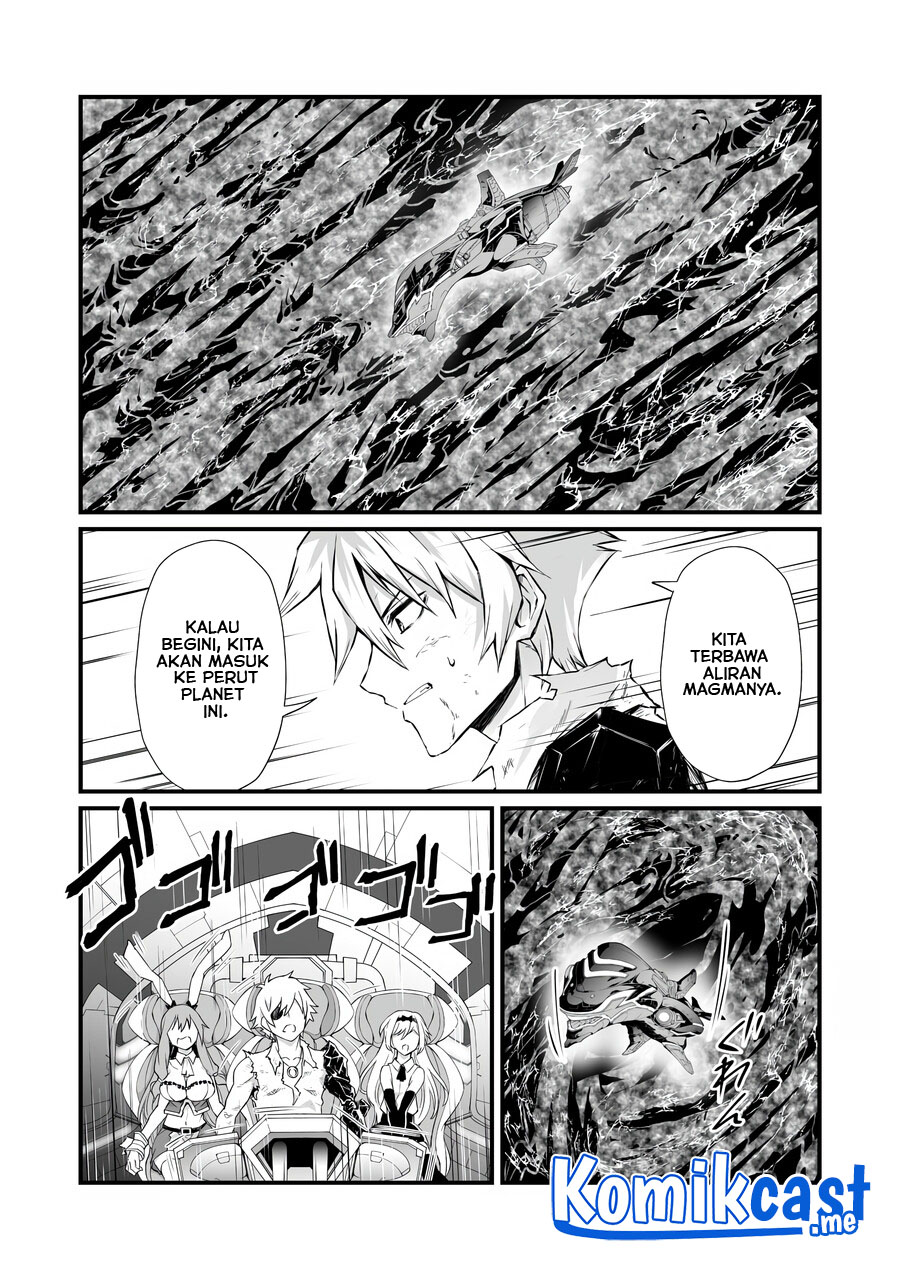 KITA
TERBAWA
ALIRAN
MAGMANYA.
KALAU
BEGINI, KITA
AKAN MASUK
KE PERUT
PLANET
INI.
ぐわん
ゴゴゴゴゴ
Komikcast
.me